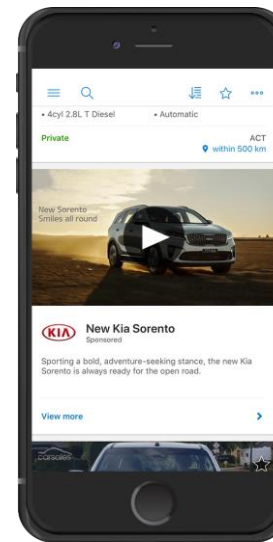 • 4cyl 2.8L T Diesel • Automatic
Private ACT
within 500 km
New Sorento
Smiles all round
KIA New Kia Sorento
Sponsored
Sporting a bold, adventure-seeking stance, the new Kia
Sorento is always ready for the open road.
View more
carsales